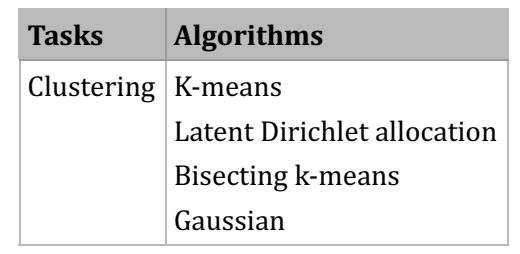 Tasks Algorithms
Clustering K-means
Latent Dirichlet allocation
Bisecting k-means
Gaussian